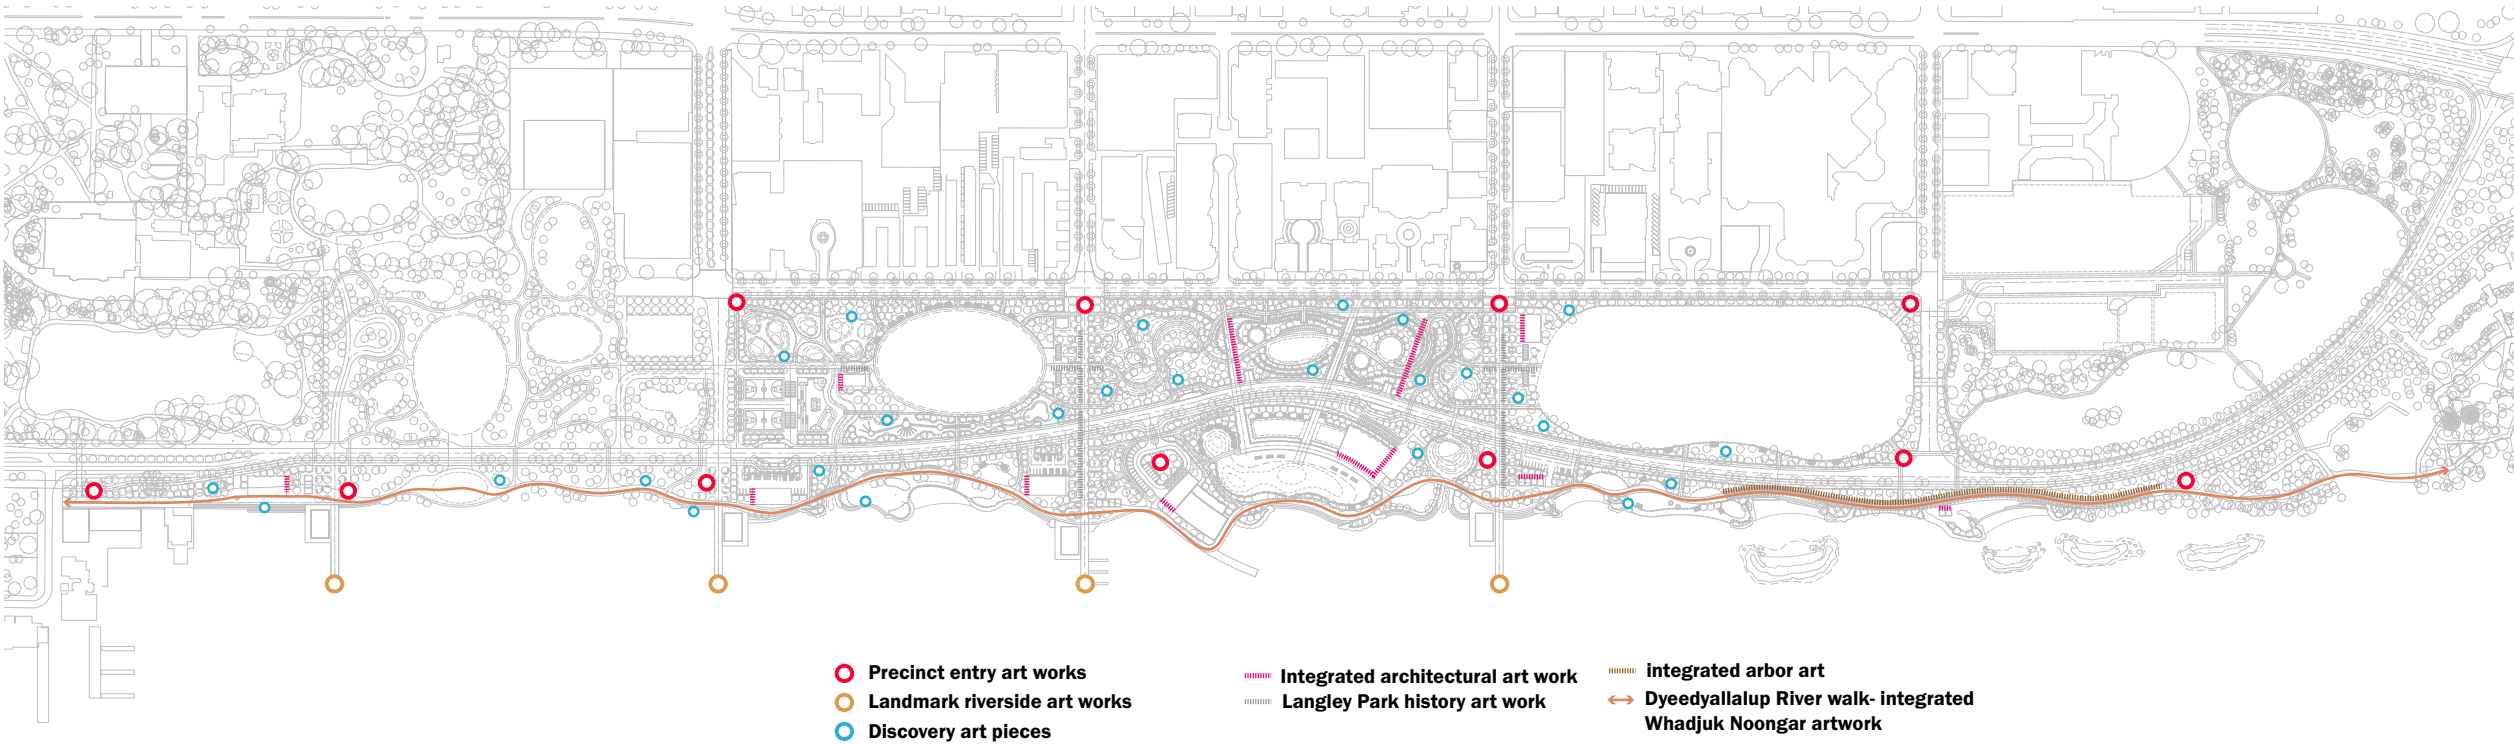 Precinct entry art works
Landmark riverside art works
Discovery art pieces
Integrated architectural art work
Langley Park history art work
integrated arbor art
Dyeedyallalup River walk- integrated
Whadjuk Noongar artwork